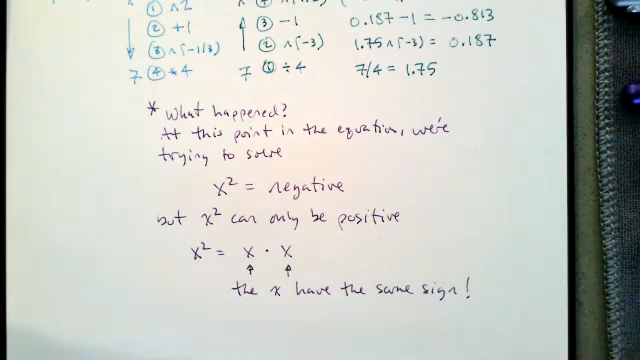 x ① ^2
② +1 ↑ ③ -1 0.187 - 1 = -0.813
↓ ③ ^(-1/3) ② ^(-3) 1.75 ^(-3) = 0.187
7 ④ * 4 7 ① ÷ 4 7/4 = 1.75
* What happened?
At this point in the equation, we're
trying to solve
x² = negative
but x² can only be positive
x² = x · x
↑ ↑
the x have the same sign!